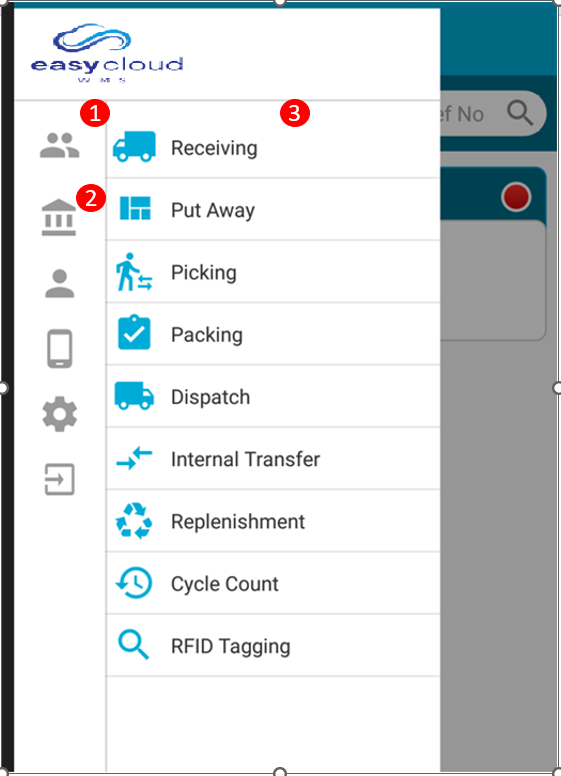 easycloud
WMS
1
3
ef No
Receiving
2
Put Away
Picking
Packing
Dispatch
Internal Transfer
Replenishment
Cycle Count
RFID Tagging